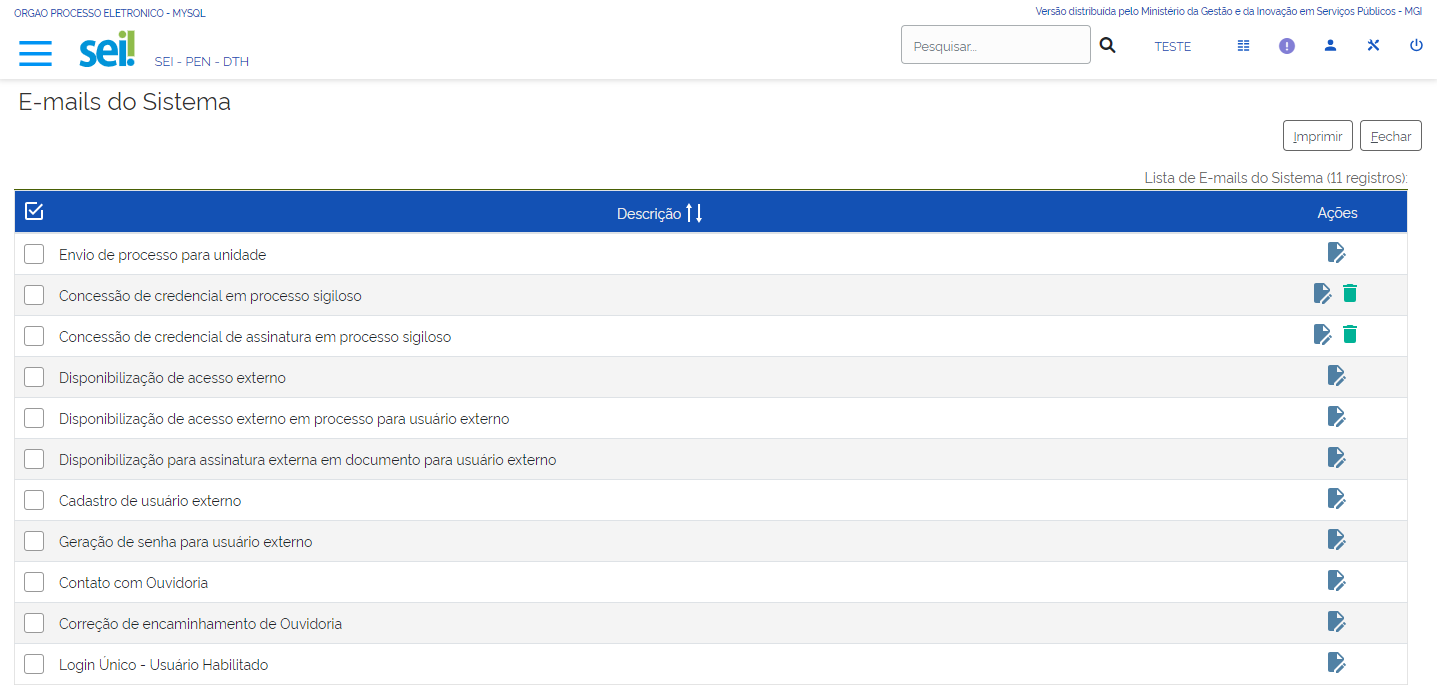 ORGAO PROCESSO ELETRONICO - MYSQL
Versão distribuída pelo Ministério da Gestão e da Inovação em Serviços Públicos - MGI
sei!
SEI - PEN - DTH
Pesquisar...
TESTE
E-mails do Sistema
Imprimir
Fechar
Lista de E-mails do Sistema (11 registros):
Descrição
Ações
Envio de processo para unidade
Concessão de credencial em processo sigiloso
Concessão de credencial de assinatura em processo sigiloso
Disponibilização de acesso externo
Disponibilização de acesso externo em processo para usuário externo
Disponibilização para assinatura externa em documento para usuário externo
Cadastro de usuário externo
Geração de senha para usuário externo
Contato com Ouvidoria
Correção de encaminhamento de Ouvidoria
Login Único - Usuário Habilitado